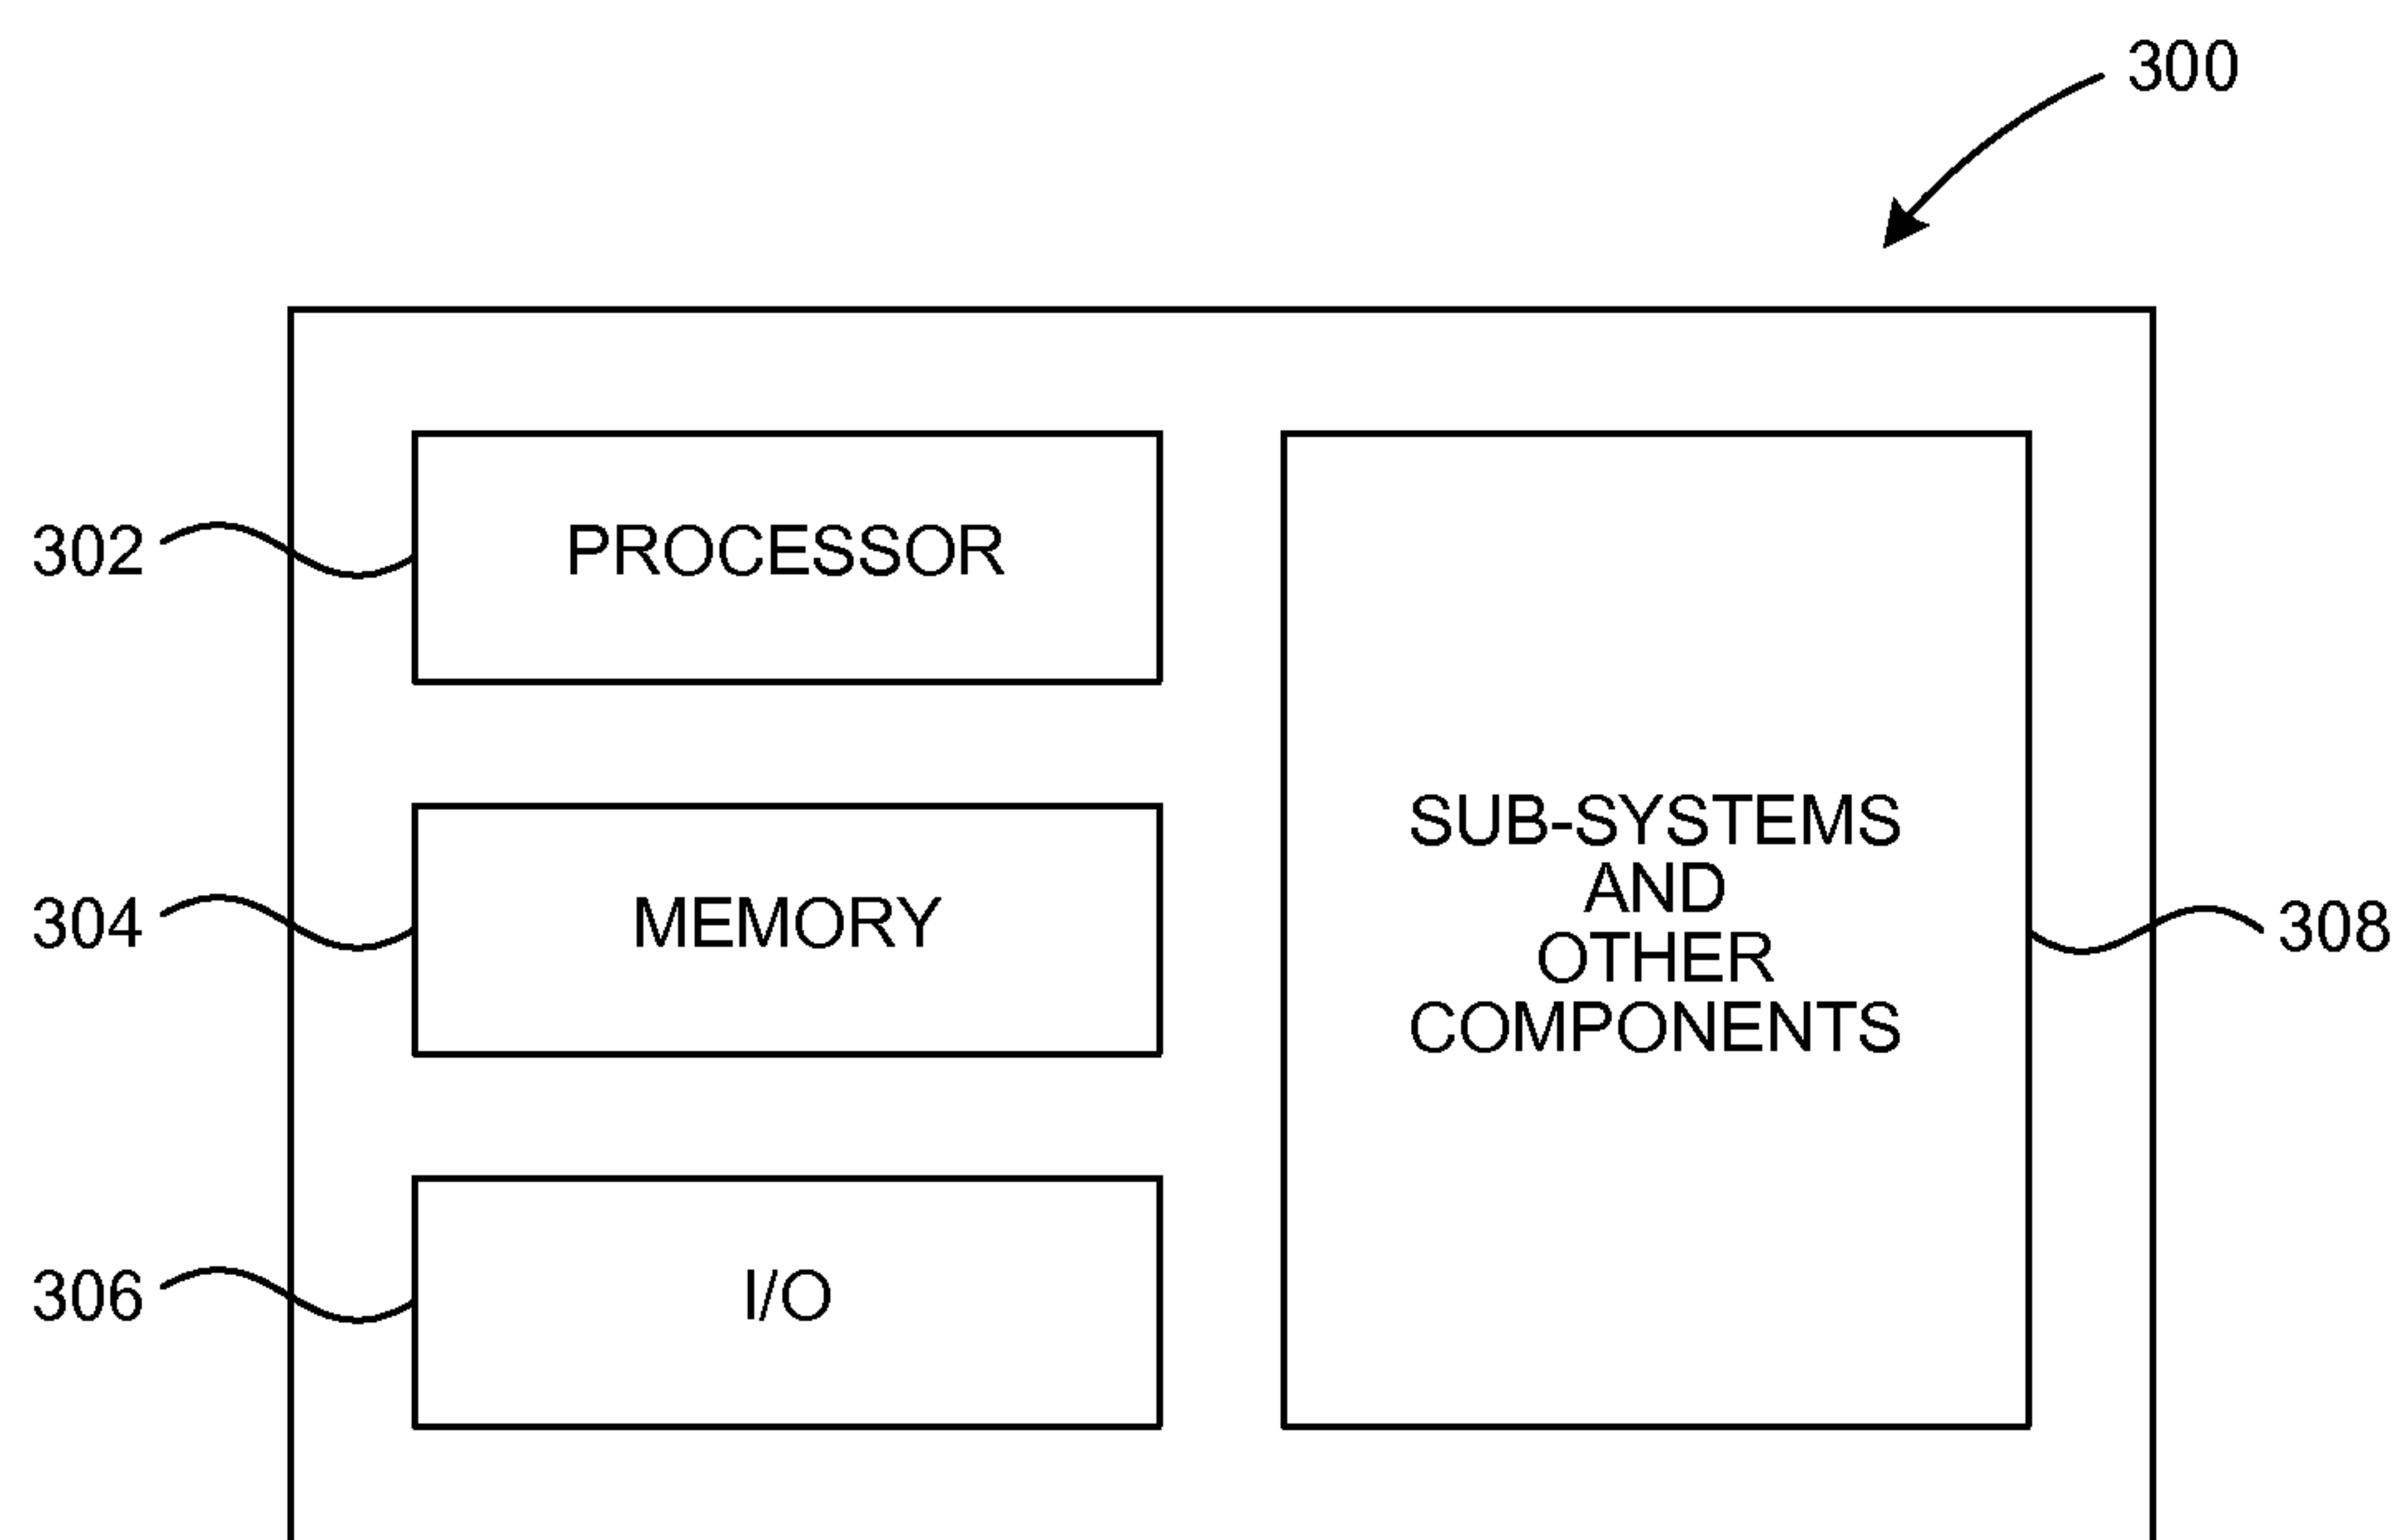 300
302
PROCESSOR
304
MEMORY
306
I/O
SUB-SYSTEMS
AND
OTHER
COMPONENTS
308